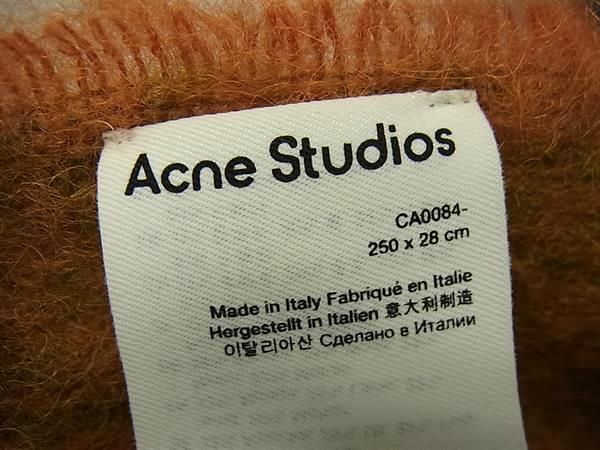 Acne Studios
CA0084-
250 x 28 cm
Made in Italy Fabriqué en Italie
Hergestellt in Italien 意大利制造
이탈리아산 Сделано в Италии